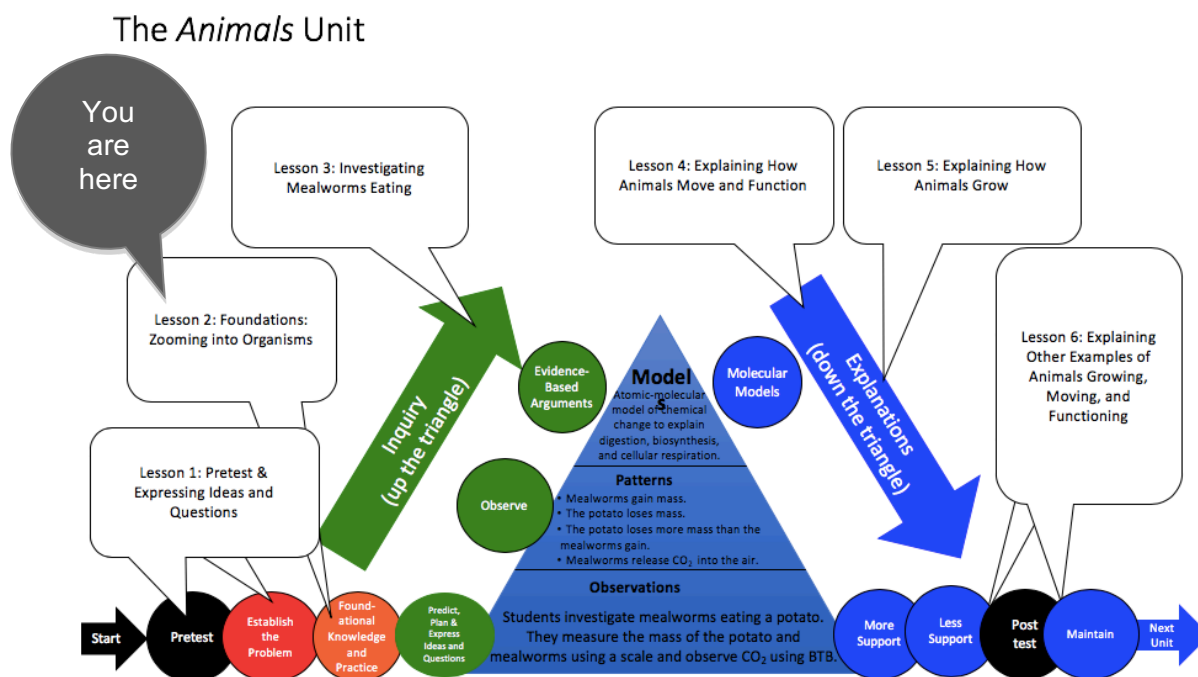 The Animals Unit
You
are
here
Lesson 3: Investigating
Mealworms Eating
Lesson 4: Explaining How
Animals Move and Function
Lesson 5: Explaining How
Animals Grow
Lesson 2: Foundations:
Zooming into Organisms
Lesson 6: Explaining
Other Examples of
Animals Growing,
Moving, and
Functioning
Lesson 1: Pretest &
Expressing Ideas and
Questions
Inquiry
(up the triangle)
Explanations
(down the triangle)
Evidence-
Based
Arguments
Molecular
Models
Observe
Model
s
Atomic-molecular
model of chemical
change to explain
digestion, biosynthesis,
and cellular respiration.
Patterns
• Mealworms gain mass.
• The potato loses mass.
• The potato loses more mass than the
mealworms gain.
• Mealworms release CO₂ into the air.
Observations
Students investigate mealworms eating a potato.
They measure the mass of the potato and
mealworms using a scale and observe CO₂ using BTB.
Start
Pretest
Establish
the
Problem
Found-
ational
Knowledge
and
Practice
Predict,
Plan &
Express
Ideas and
Questions
More
Support
Less
Support
Post
test
Maintain
Next
Unit